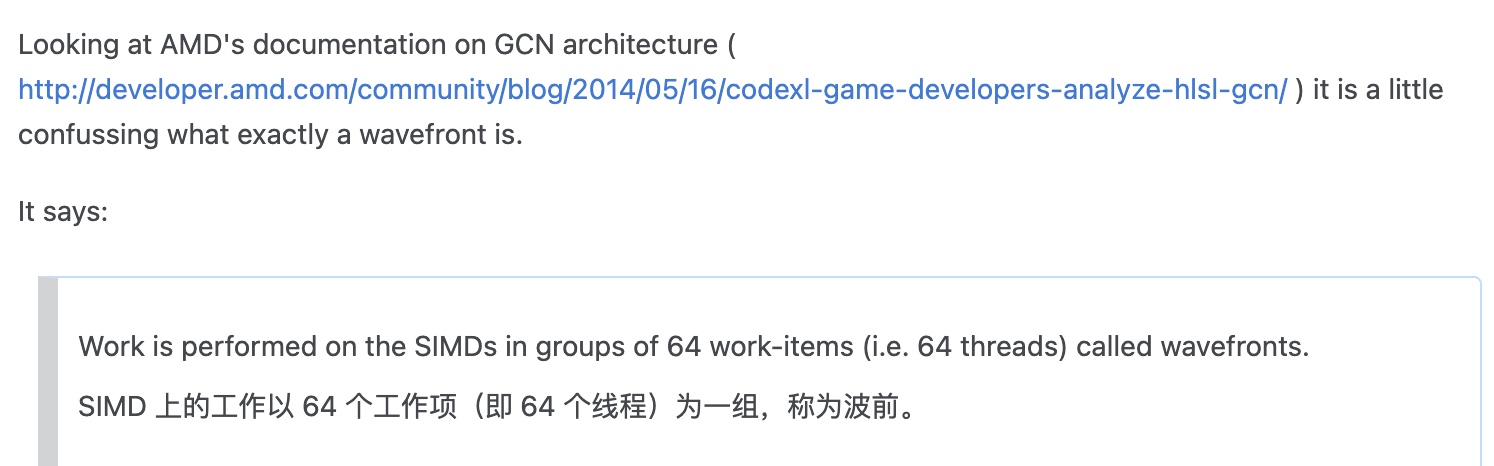 Looking at AMD's documentation on GCN architecture (
http://developer.amd.com/community/blog/2014/05/16/codexl-game-developers-analyze-hlsl-gcn/ ) it is a little
confussing what exactly a wavefront is.
It says:
Work is performed on the SIMDs in groups of 64 work-items (i.e. 64 threads) called wavefronts.
SIMD 上的工作以 64 个工作项（即 64 个线程）为一组，称为波前。